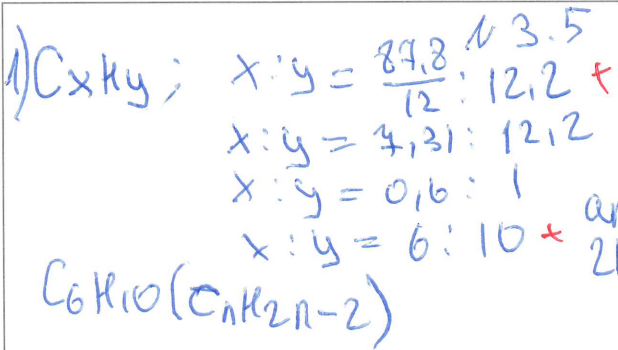 N 3.5
1) CxHy; x:y = 87,8/12 : 12,2 +
x:y = 7,31 : 12,2
x:y = 0,6 : 1
x:y = 6:10 +
C6H10 (CnH2n-2)